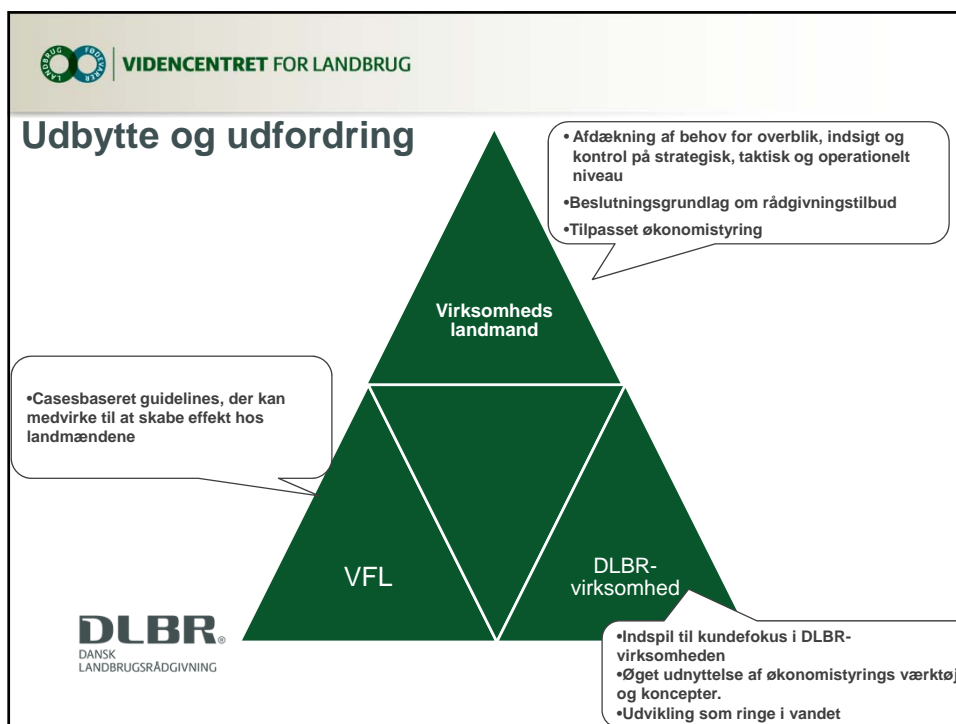 LANDBRUG FØDEVARER
VIDENCENTRET FOR LANDBRUG
Udbytte og udfordring
• Afdækning af behov for overblik, indsigt og
kontrol på strategisk, taktisk og operationelt
niveau
•Beslutningsgrundlag om rådgivningstilbud
•Tilpasset økonomistyring
Virksomheds
landmand
•Casesbaseret guidelines, der kan
medvirke til at skabe effekt hos
landmændene
VFL
DLBR-
virksomhed
DLBR®
DANSK
LANDBRUGSRÅDGIVNING
•Indspil til kundefokus i DLBR-
virksomheden
•Øget udnyttelse af økonomistyrings værktøj
og koncepter.
•Udvikling som ringe i vandet